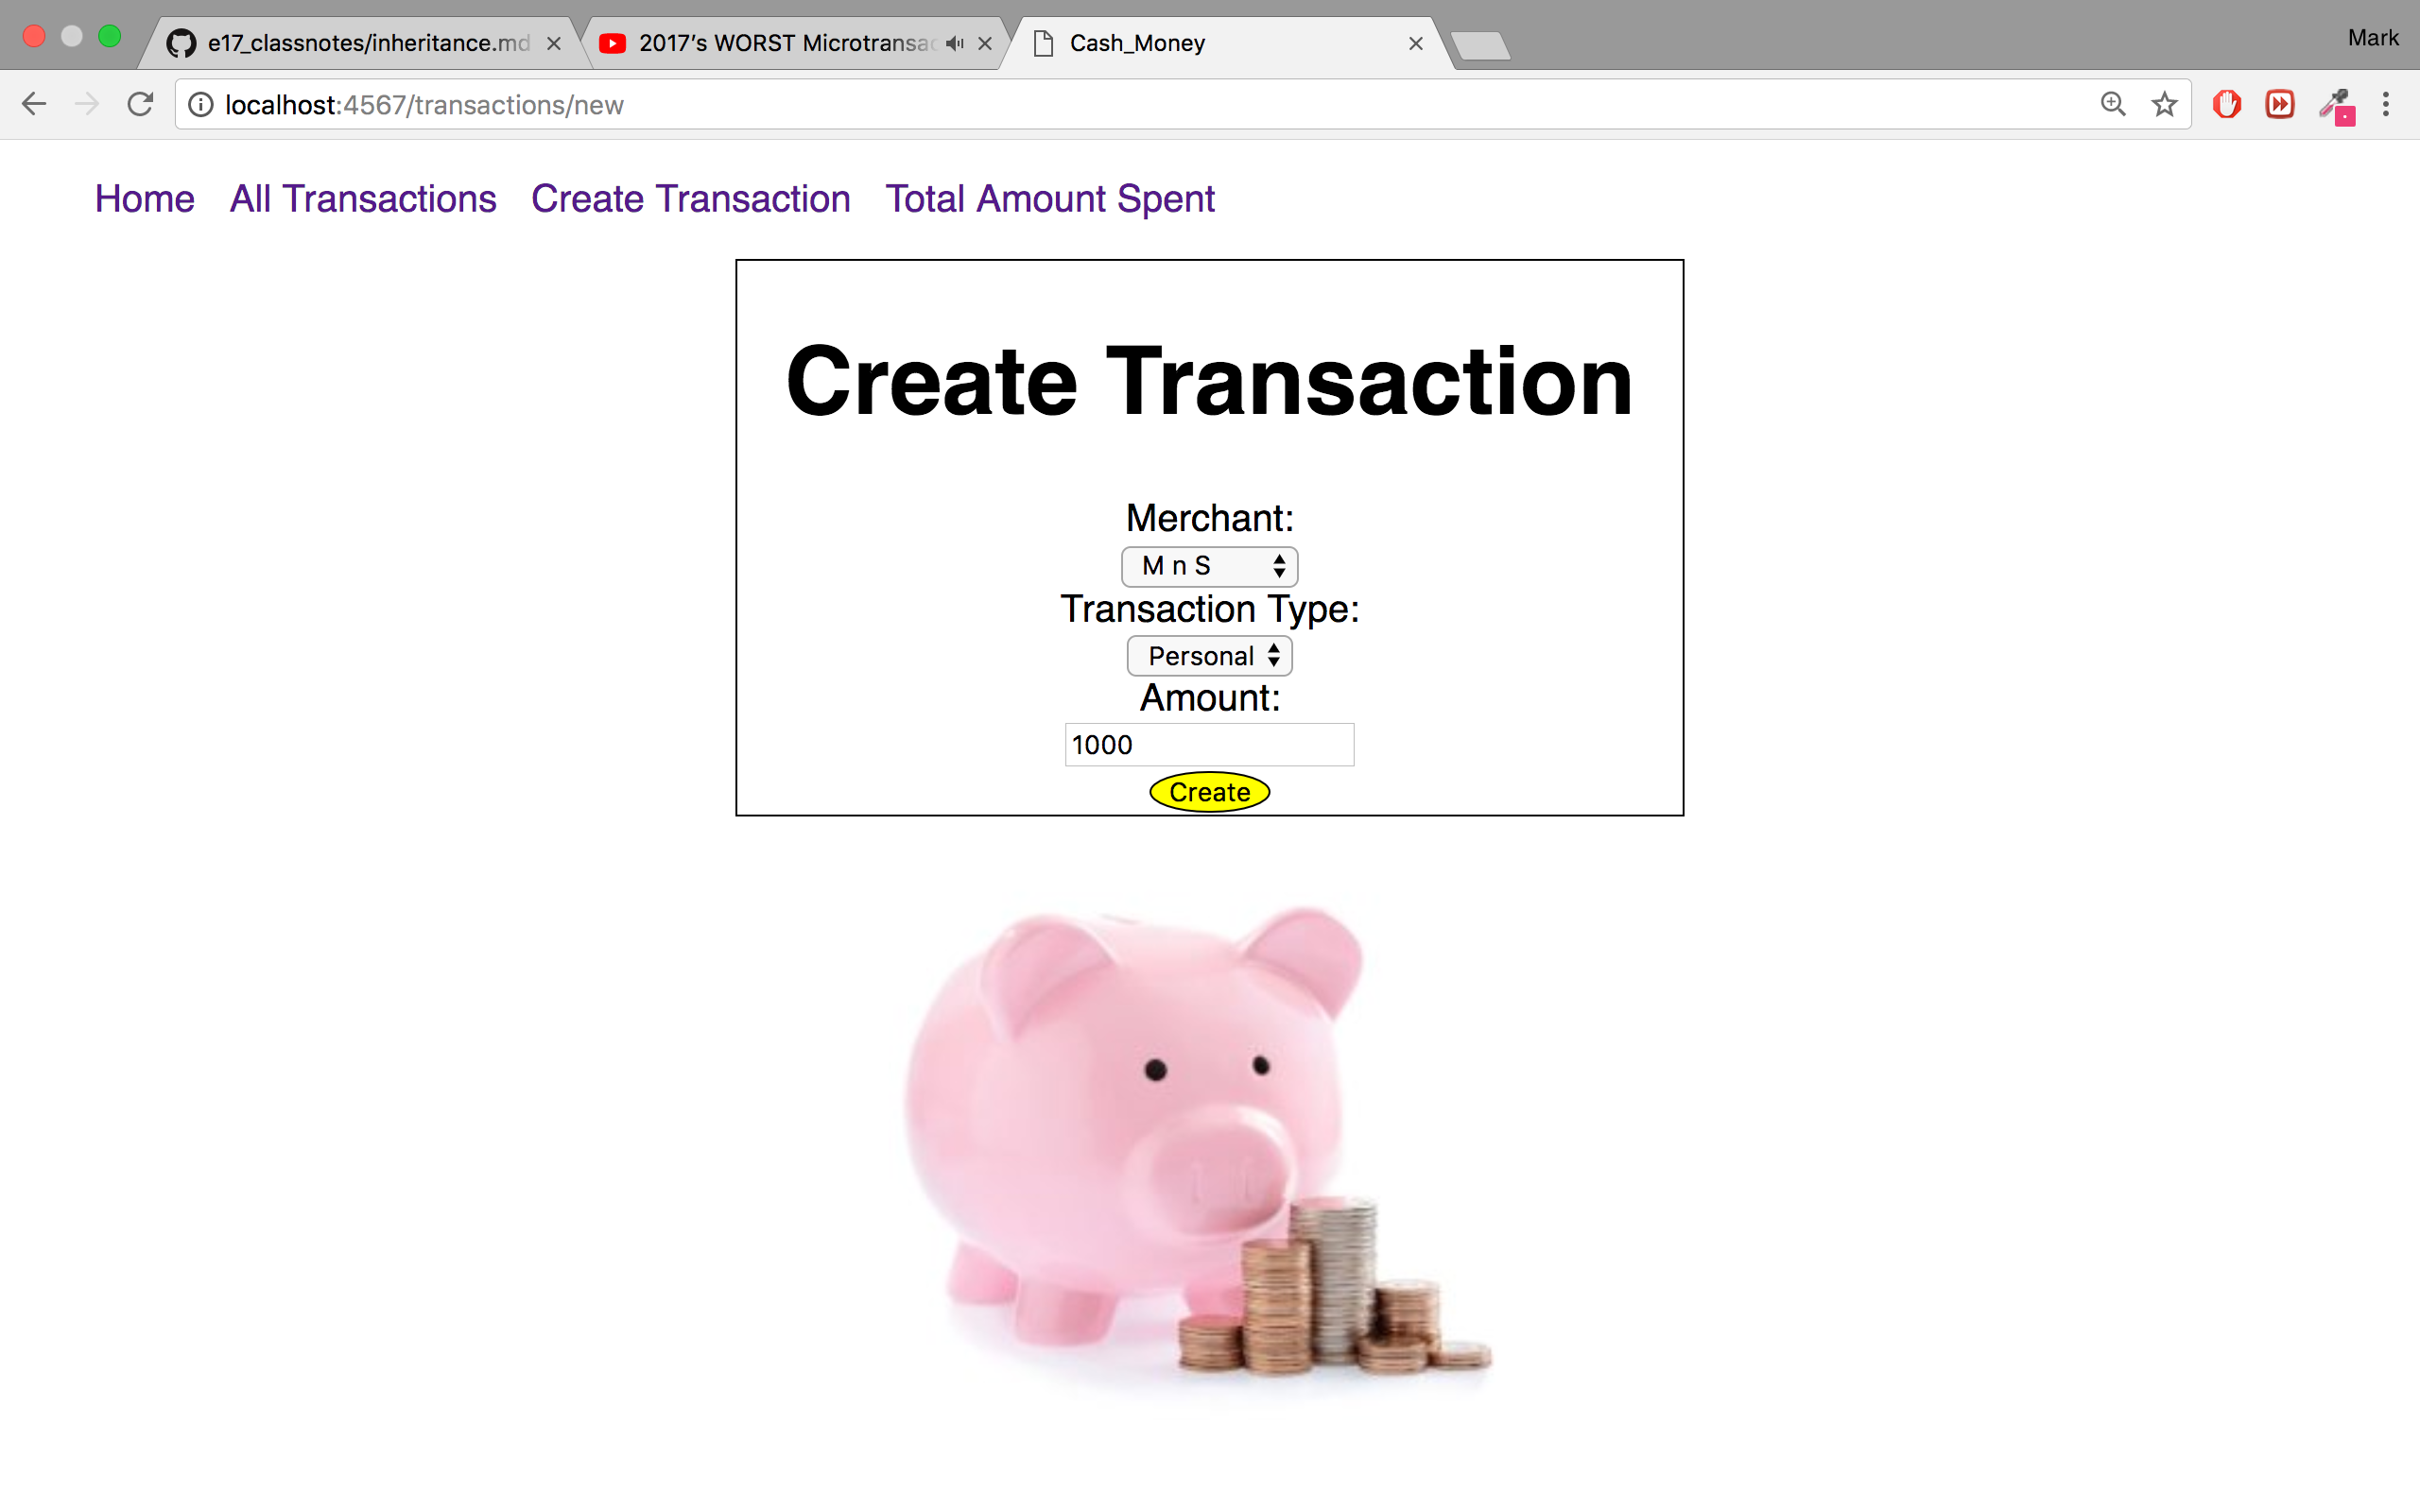 e17_classnotes/inheritance.md
2017’s WORST Microtransac
Cash_Money
Mark
localhost:4567/transactions/new
Home All Transactions Create Transaction Total Amount Spent
Create Transaction
Merchant:
M n S
Transaction Type:
Personal
Amount:
1000
Create